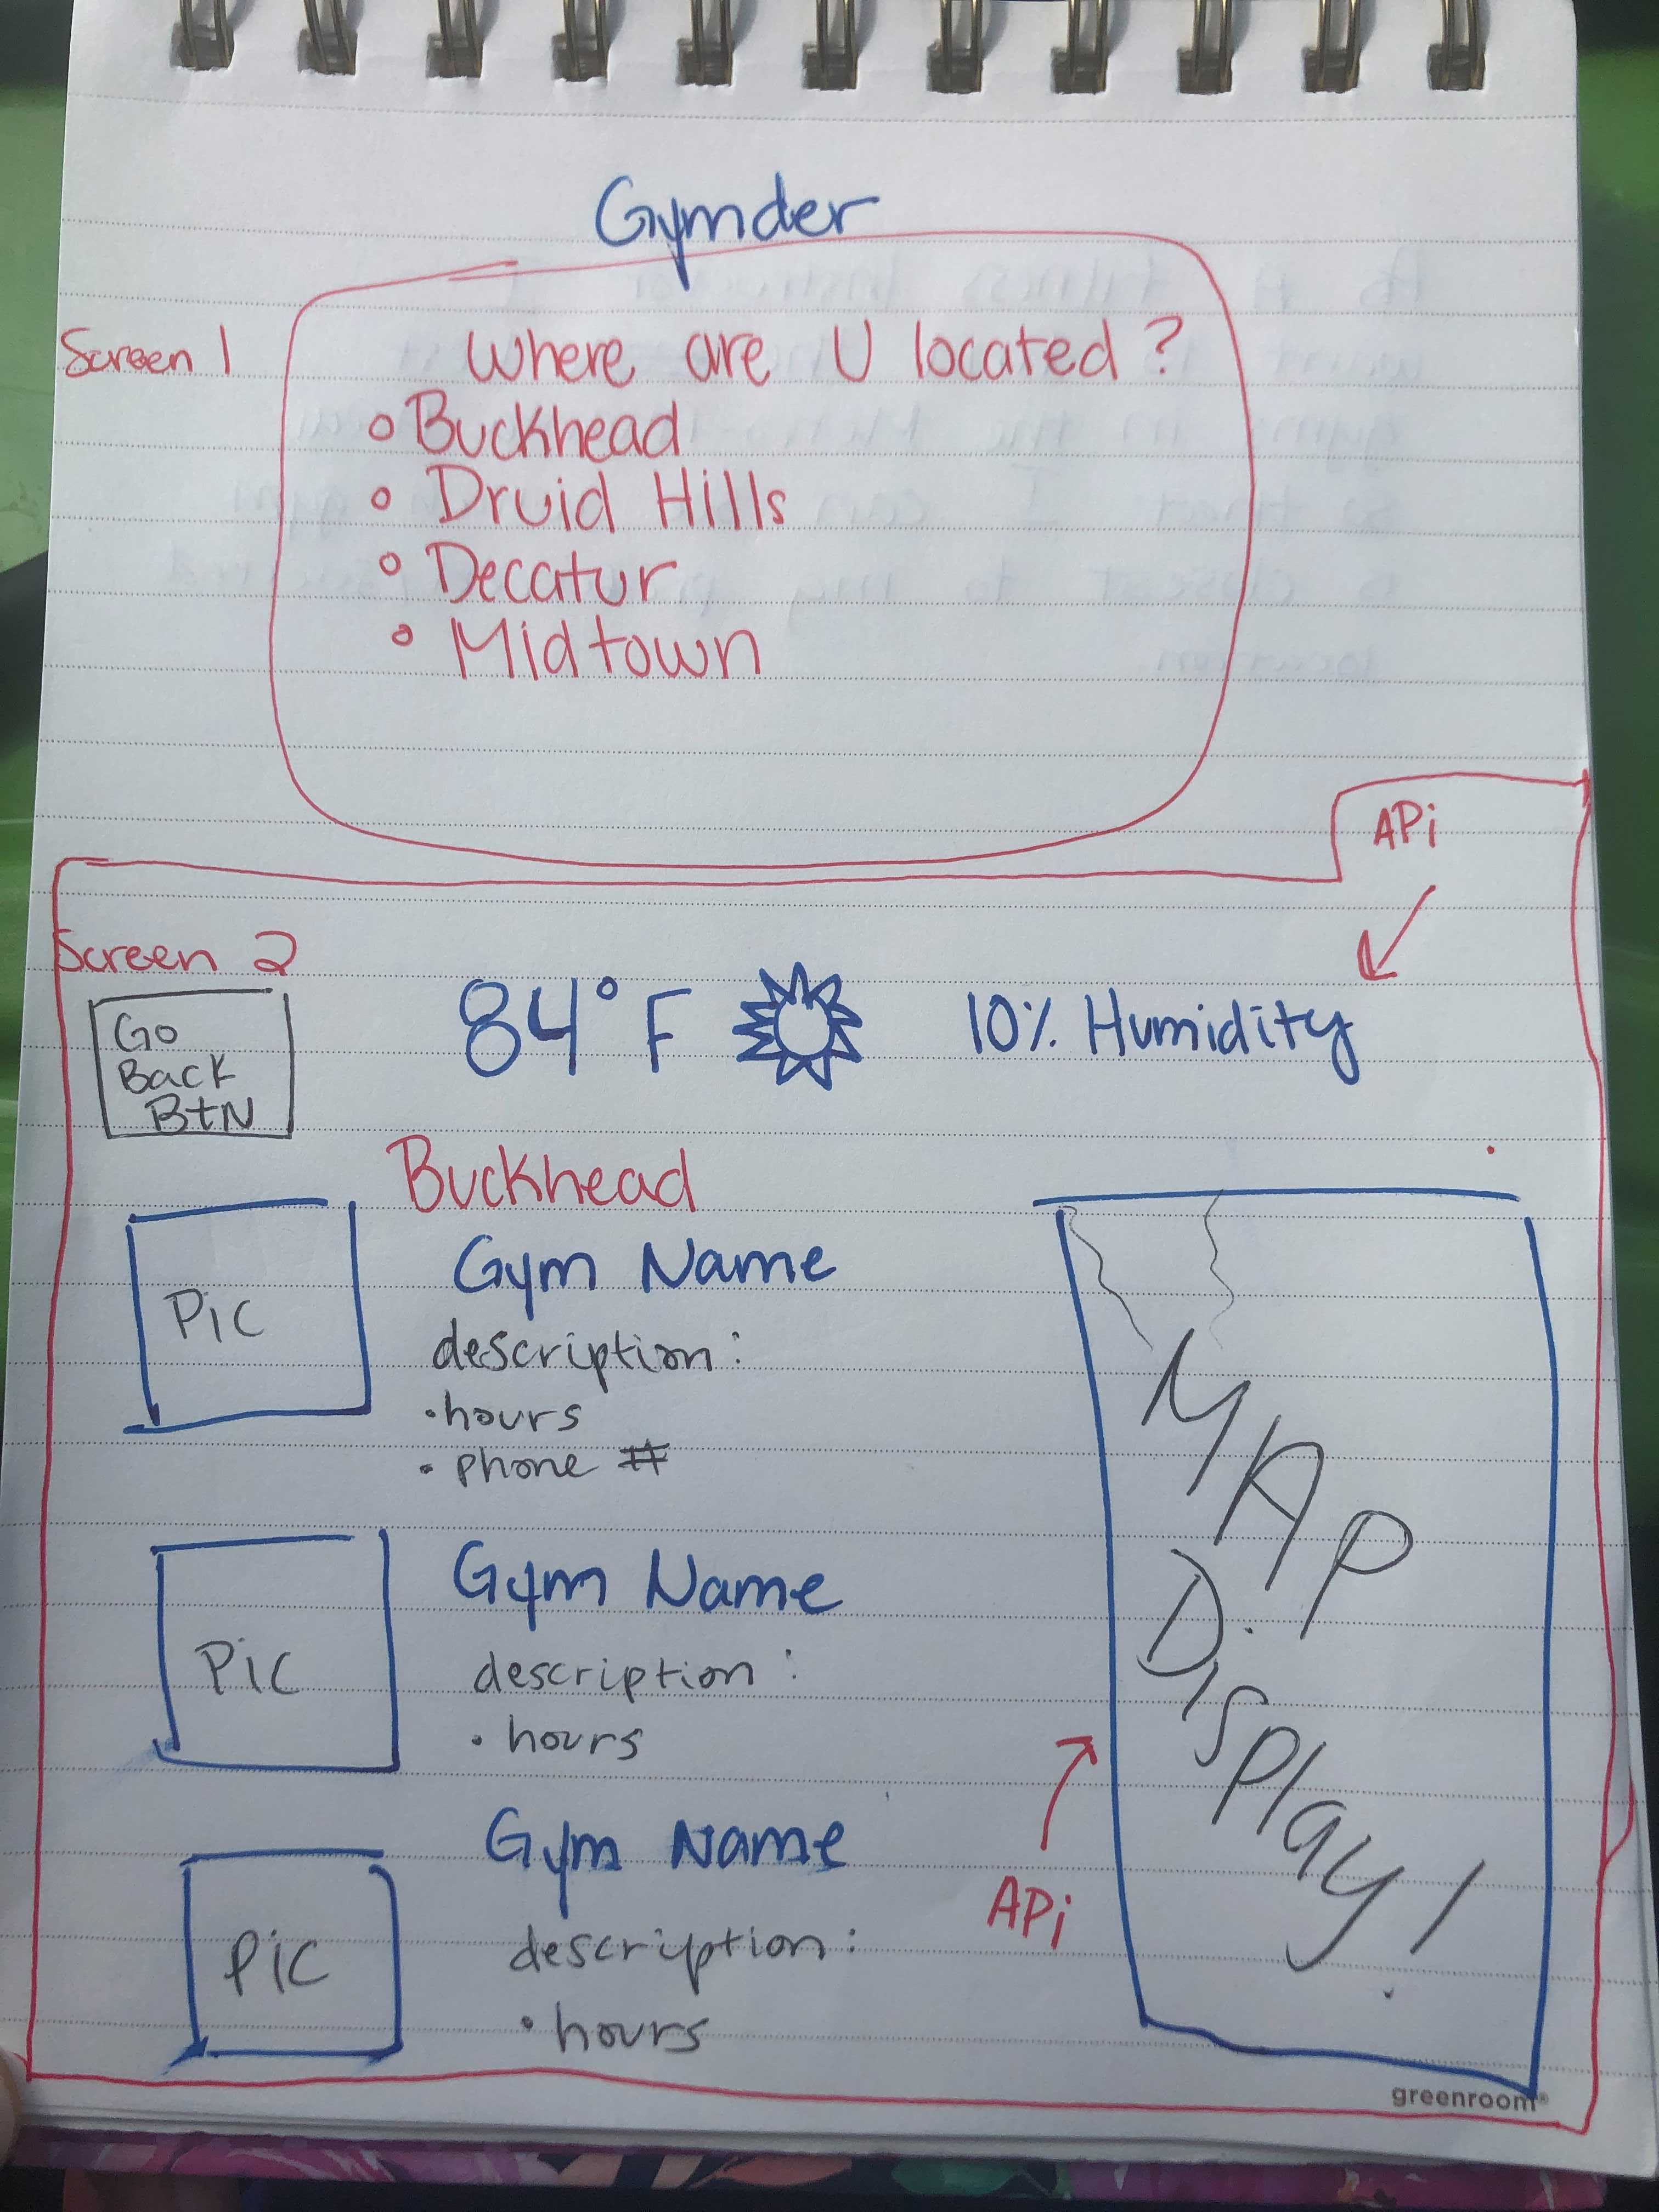 Gymder
Screen 1
Where are U located?
Buckhead
Druid Hills
Decatur
Midtown
APi
Screen 2
Go
Back
BtN
84°F
10% Humidity
Buckhead
Pic
Gym Name
description:
• hours
• phone #
Pic
Gym Name
description:
• hours
Pic
Gym Name
description:
• hours
MAP
Display!
APi
greenroom®